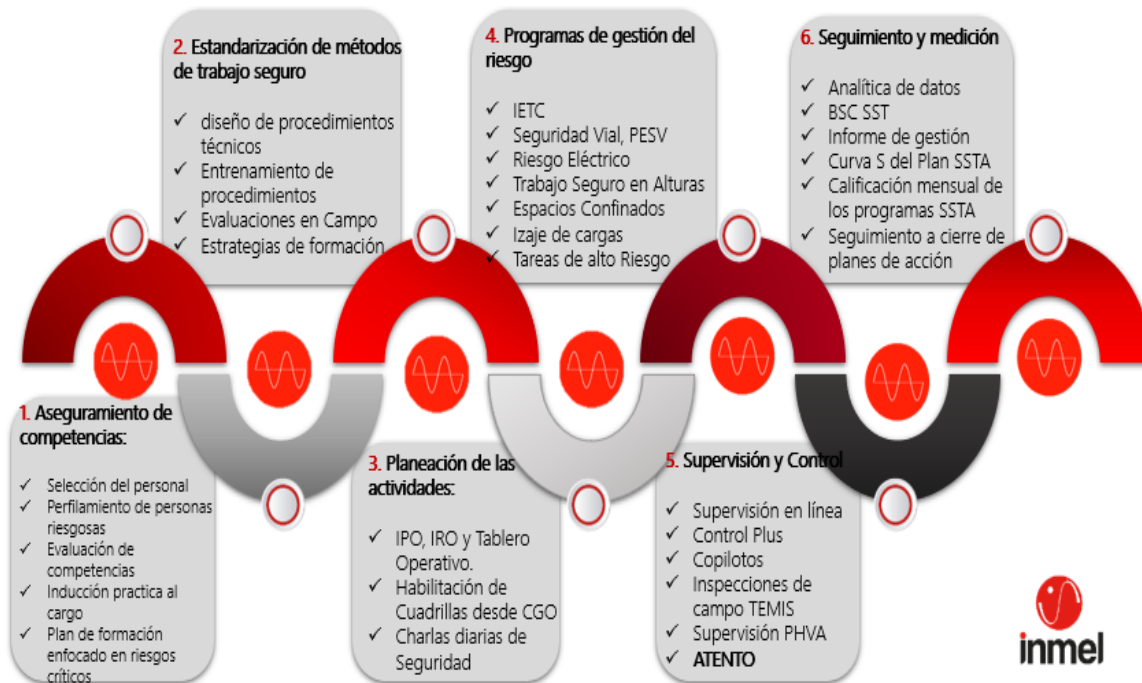 1. Aseguramiento de
competencias:
✓ Selección del personal
✓ Perfilamiento de personas
riesgosas
✓ Evaluación de
competencias
✓ Inducción practica al
cargo
✓ Plan de formación
enfocado en riesgos
críticos
2. Estandarización de métodos
de trabajo seguro
✓ diseño de procedimientos
técnicos
✓ Entrenamiento de
procedimientos
✓ Evaluaciones en Campo
✓ Estrategias de formación
3. Planeación de las
actividades:
✓ IPO, IRO y Tablero
Operativo.
✓ Habilitación de
Cuadrillas desde CGO
✓ Charlas diarias de
Seguridad
4. Programas de gestión del
riesgo
✓ IETC
✓ Seguridad Vial, PESV
✓ Riesgo Eléctrico
✓ Trabajo Seguro en Alturas
✓ Espacios Confinados
✓ Izaje de cargas
✓ Tareas de alto Riesgo
5. Supervisión y Control
✓ Supervisión en línea
✓ Control Plus
✓ Copilotos
✓ Inspecciones de
campo TEMIS
✓ Supervisión PHVA
✓ ATENTO
6. Seguimiento y medición
✓ Analítica de datos
✓ BSC SST
✓ Informe de gestión
✓ Curva S del Plan SSTA
✓ Calificación mensual de
los programas SSTA
✓ Seguimiento a cierre de
planes de acción
inmel